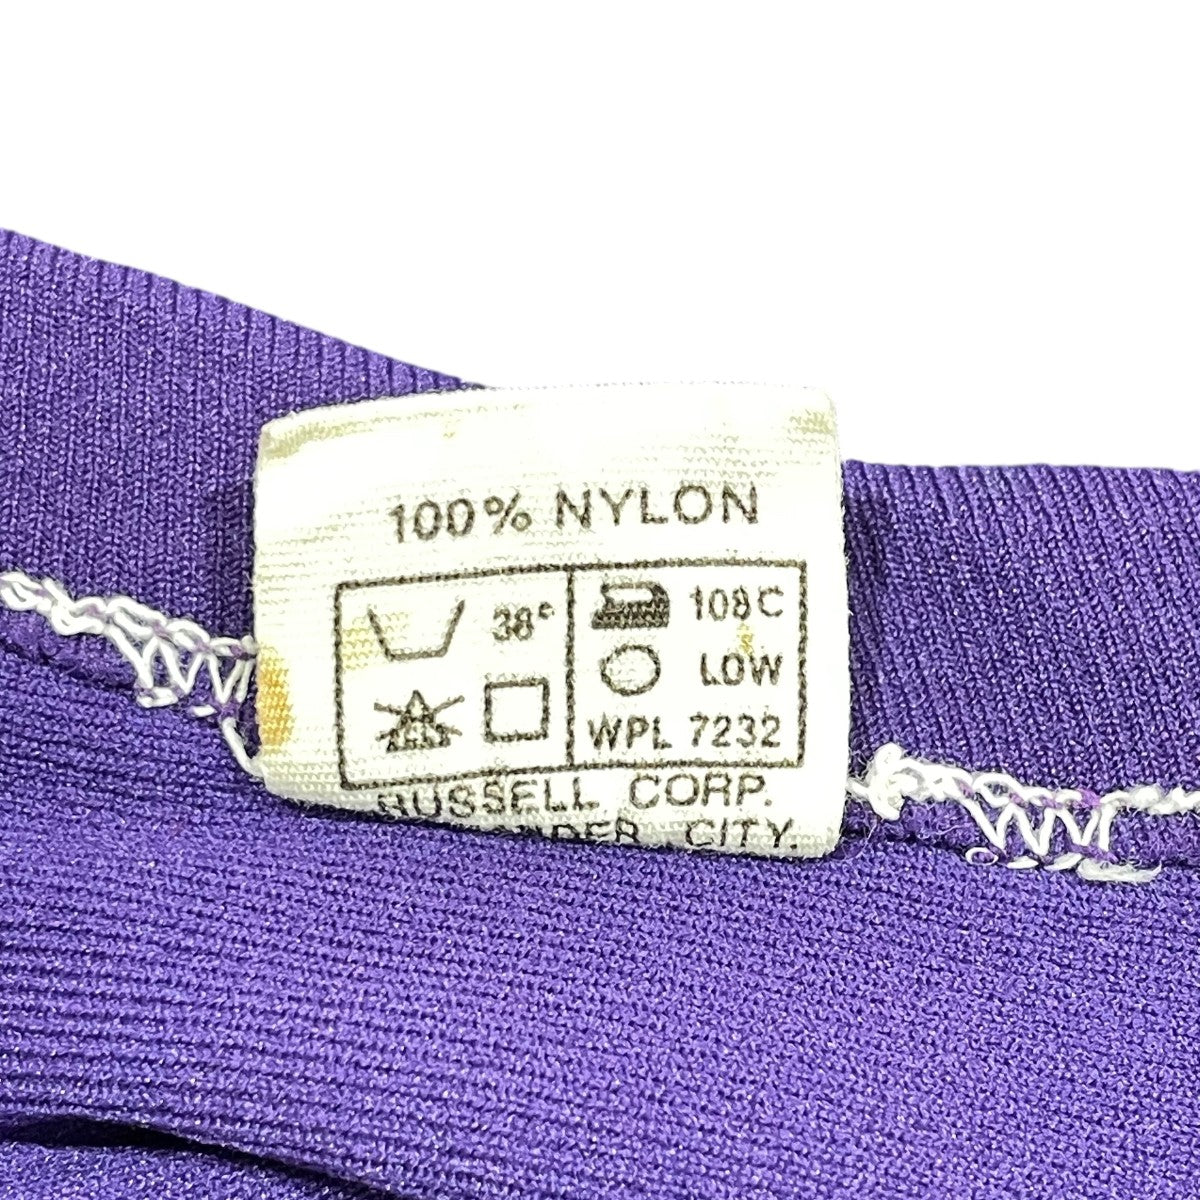 100% NYLON
38°
108C
LOW
WPL 7232
RUSSELL CORP.
CITY.